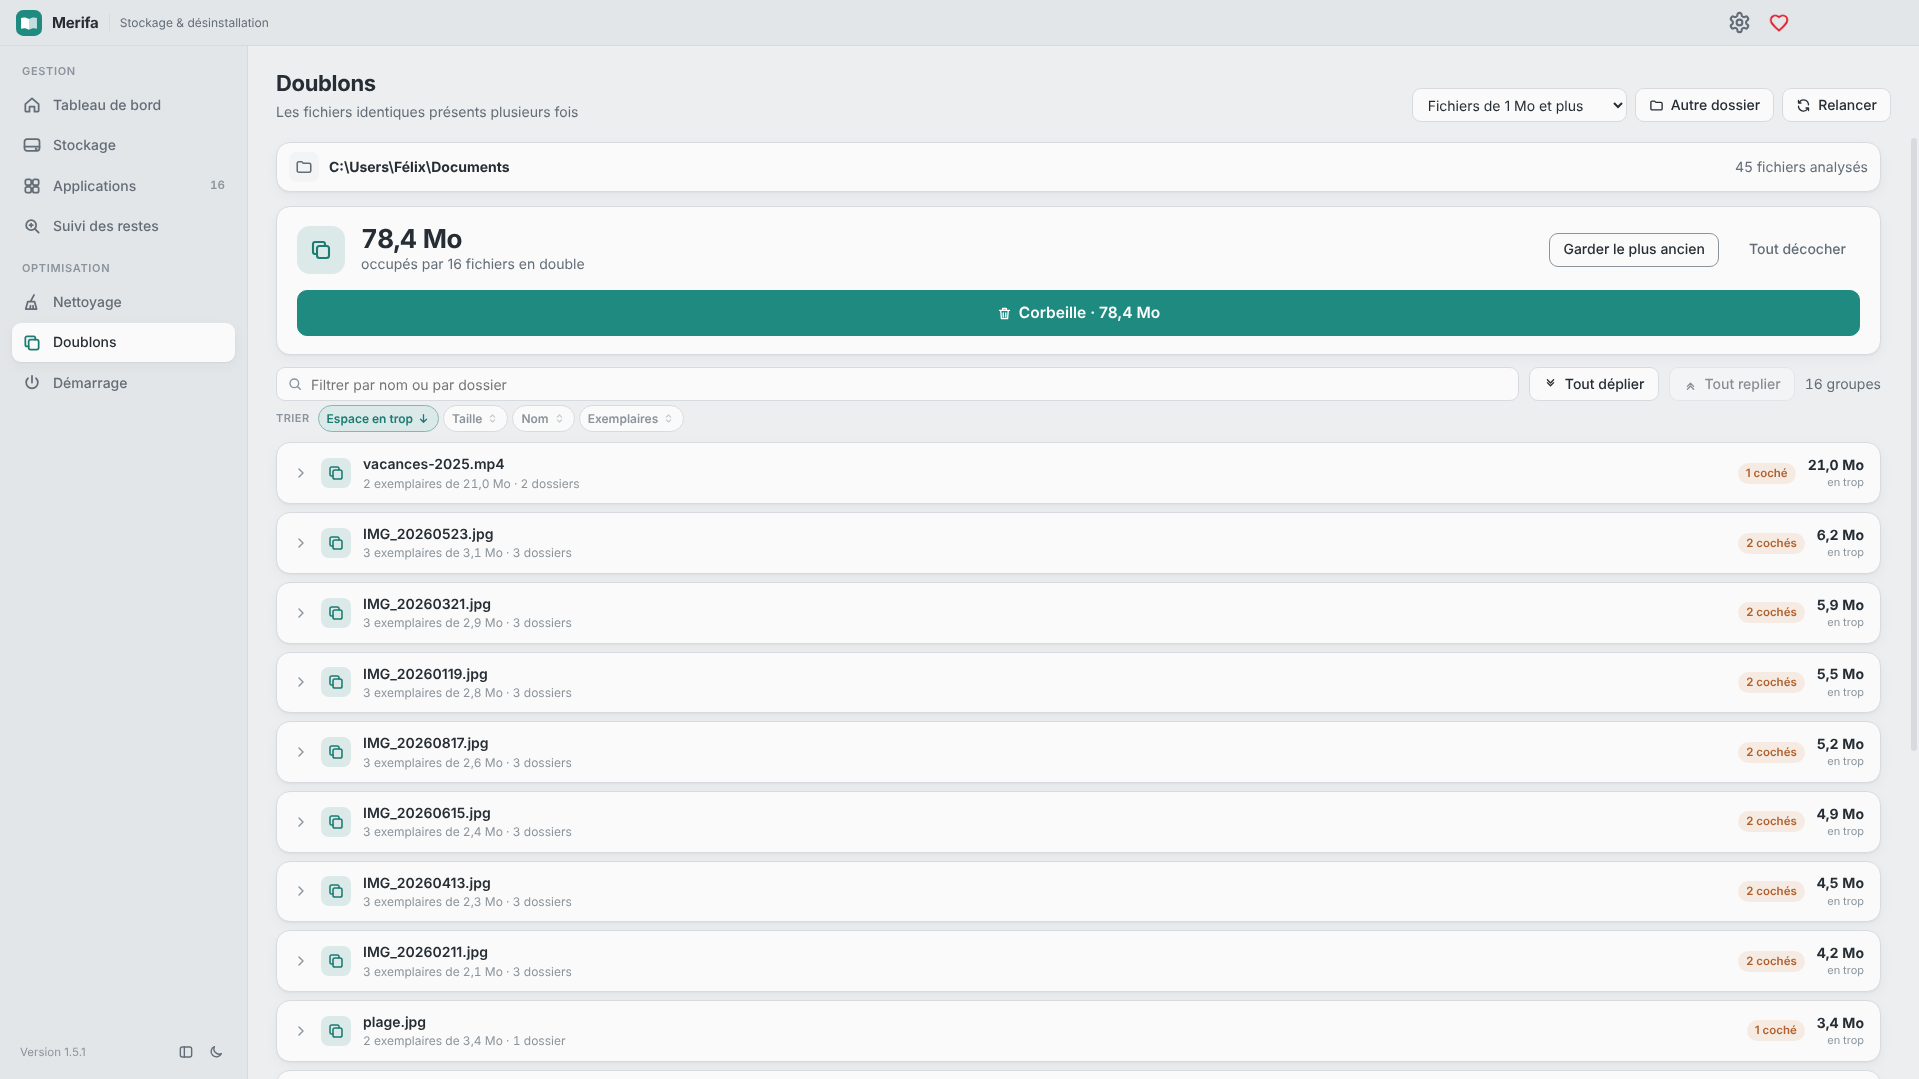 Merifa
Stockage & désinstallation
GESTION
Tableau de bord
Stockage
Applications 16
Suivi des restes
OPTIMISATION
Nettoyage
Doublons
Démarrage
Version 1.5.1
Doublons
Les fichiers identiques présents plusieurs fois
Fichiers de 1 Mo et plus
Autre dossier
Relancer
C:\Users\Félix\Documents
45 fichiers analysés
78,4 Mo
occupés par 16 fichiers en double
Garder le plus ancien
Tout décocher
Corbeille · 78,4 Mo
Filtrer par nom ou par dossier
Tout déplier
Tout replier
16 groupes
TRIER
Espace en trop
Taille
Nom
Exemplaires
vacances-2025.mp4
2 exemplaires de 21,0 Mo · 2 dossiers
1 coché
21,0 Mo
en trop
IMG_20260523.jpg
3 exemplaires de 3,1 Mo · 3 dossiers
2 cochés
6,2 Mo
en trop
IMG_20260321.jpg
3 exemplaires de 2,9 Mo · 3 dossiers
2 cochés
5,9 Mo
en trop
IMG_20260119.jpg
3 exemplaires de 2,8 Mo · 3 dossiers
2 cochés
5,5 Mo
en trop
IMG_20260817.jpg
3 exemplaires de 2,6 Mo · 3 dossiers
2 cochés
5,2 Mo
en trop
IMG_20260615.jpg
3 exemplaires de 2,4 Mo · 3 dossiers
2 cochés
4,9 Mo
en trop
IMG_20260413.jpg
3 exemplaires de 2,3 Mo · 3 dossiers
2 cochés
4,5 Mo
en trop
IMG_20260211.jpg
3 exemplaires de 2,1 Mo · 3 dossiers
2 cochés
4,2 Mo
en trop
plage.jpg
2 exemplaires de 3,4 Mo · 1 dossier
1 coché
3,4 Mo
en trop